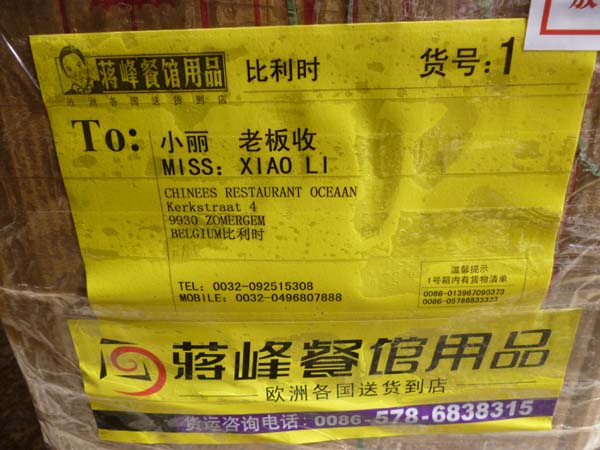 蒋峰餐馆用品
欧洲各国送货到店
比利时
货号:1
To: 小丽 老板收
MISS: XIAO LI
CHINEES RESTAURANT OCEAAN
Kerkstraat 4
9930 ZOMERGEM
BELGIUM比利时
TEL: 0032-092515308
MOBILE: 0032-0496807888
温馨提示
1号箱内有货物清单
0086-013967090373
0086-05786833333
蒋峰餐馆用品
欧洲各国送货到店
货运咨询电话: 0086-578-6838315